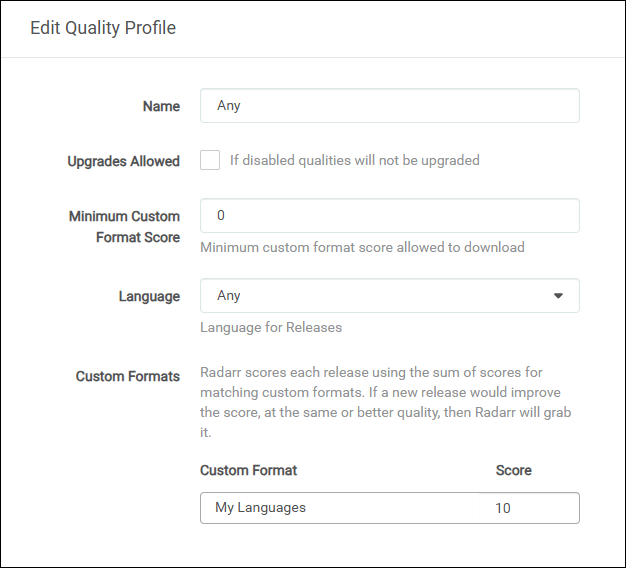 Edit Quality Profile
Name
Any
Upgrades Allowed
If disabled qualities will not be upgraded
Minimum Custom
Format Score
0
Minimum custom format score allowed to download
Language
Any
Language for Releases
Custom Formats
Radarr scores each release using the sum of scores for
matching custom formats. If a new release would improve
the score, at the same or better quality, then Radarr will grab
it.
Custom Format Score
My Languages 10